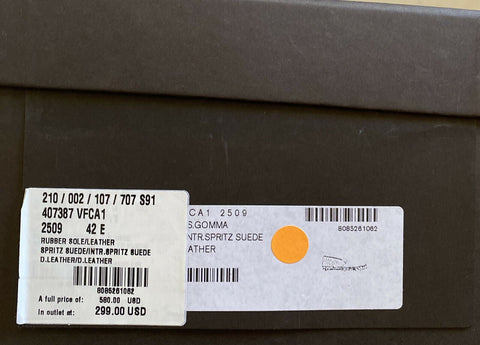 210 / 002 / 107 / 707 S91
407387 VFCA1
2509 42 E
RUBBER SOLE/LEATHER
SPRITZ SUEDE/INTR.SPRITZ SUEDE
D.LEATHER/D.LEATHER
8085261062
A full price of: 580.00 USD
In outlet at: 299.00 USD
CA1 2509
S.GOMMA
INTR.SPRITZ SUEDE
ATHER
8085261062